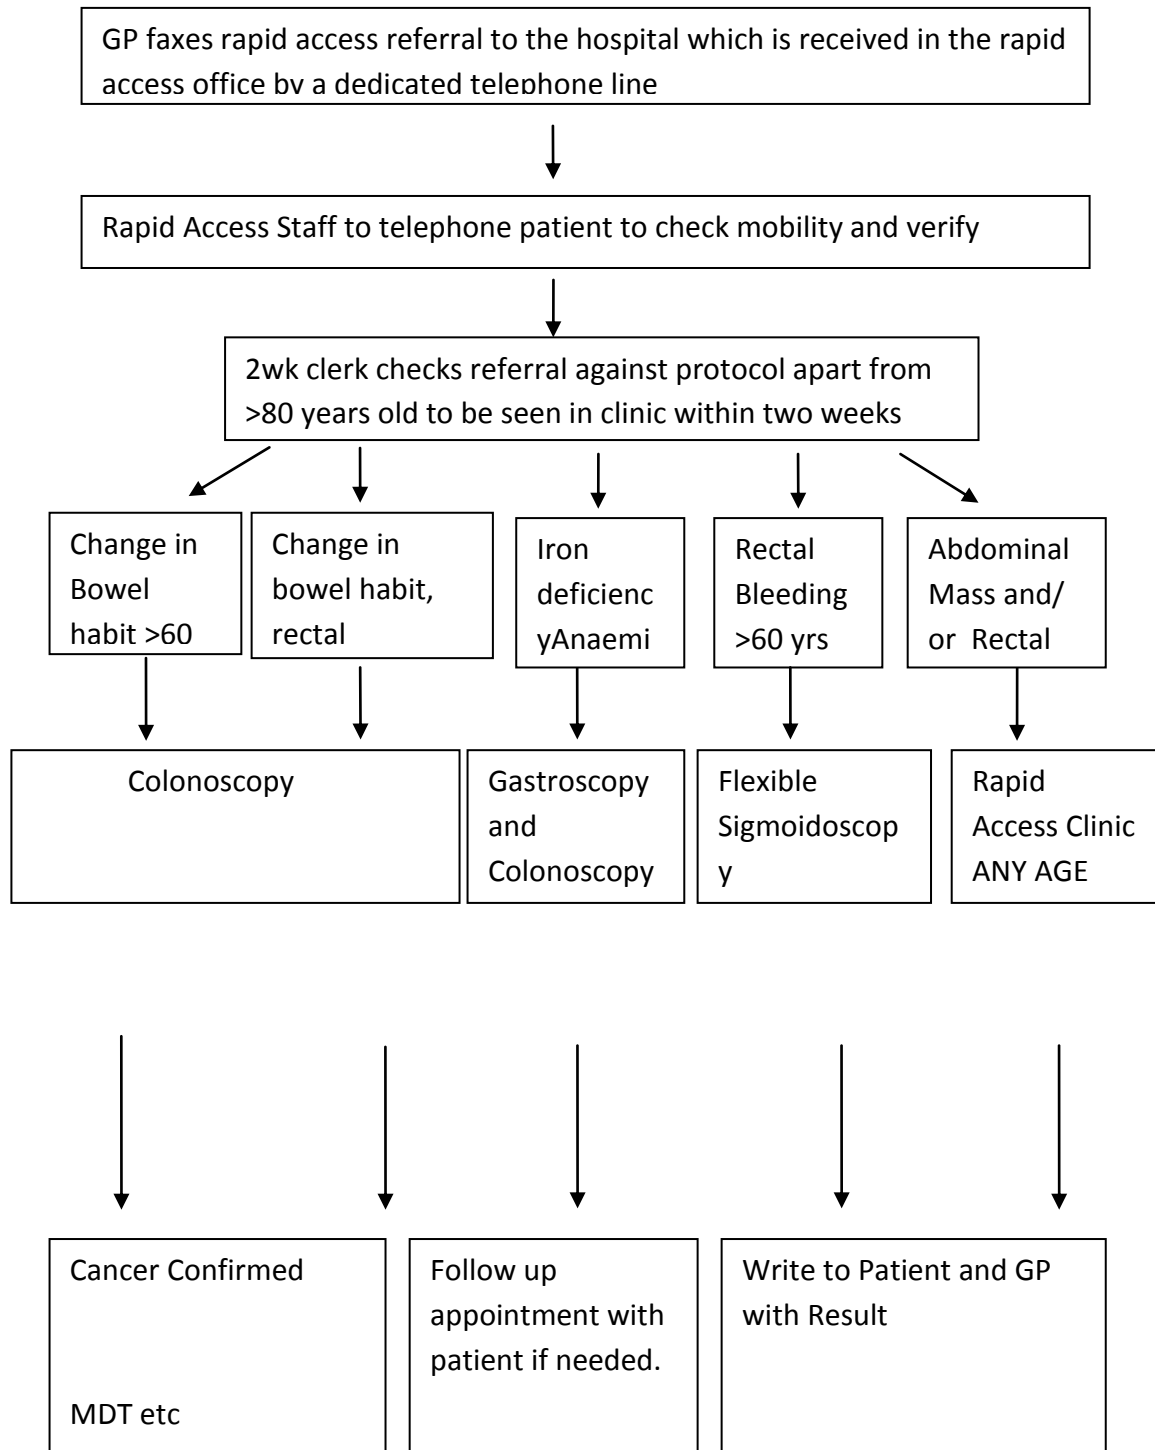 GP faxes rapid access referral to the hospital which is received in the rapid
access office by a dedicated telephone line
Rapid Access Staff to telephone patient to check mobility and verify
2wk clerk checks referral against protocol apart from
>80 years old to be seen in clinic within two weeks
Change in
Bowel
habit >60
Change in
bowel habit,
rectal
Iron
deficienc
yAnaemi
Rectal
Bleeding
>60 yrs
Abdominal
Mass and/
or Rectal
Colonoscopy
Gastroscopy
and
Colonoscopy
Flexible
Sigmoidoscop
y
Rapid
Access Clinic
ANY AGE
Cancer Confirmed
MDT etc
Follow up
appointment with
patient if needed.
Write to Patient and GP
with Result